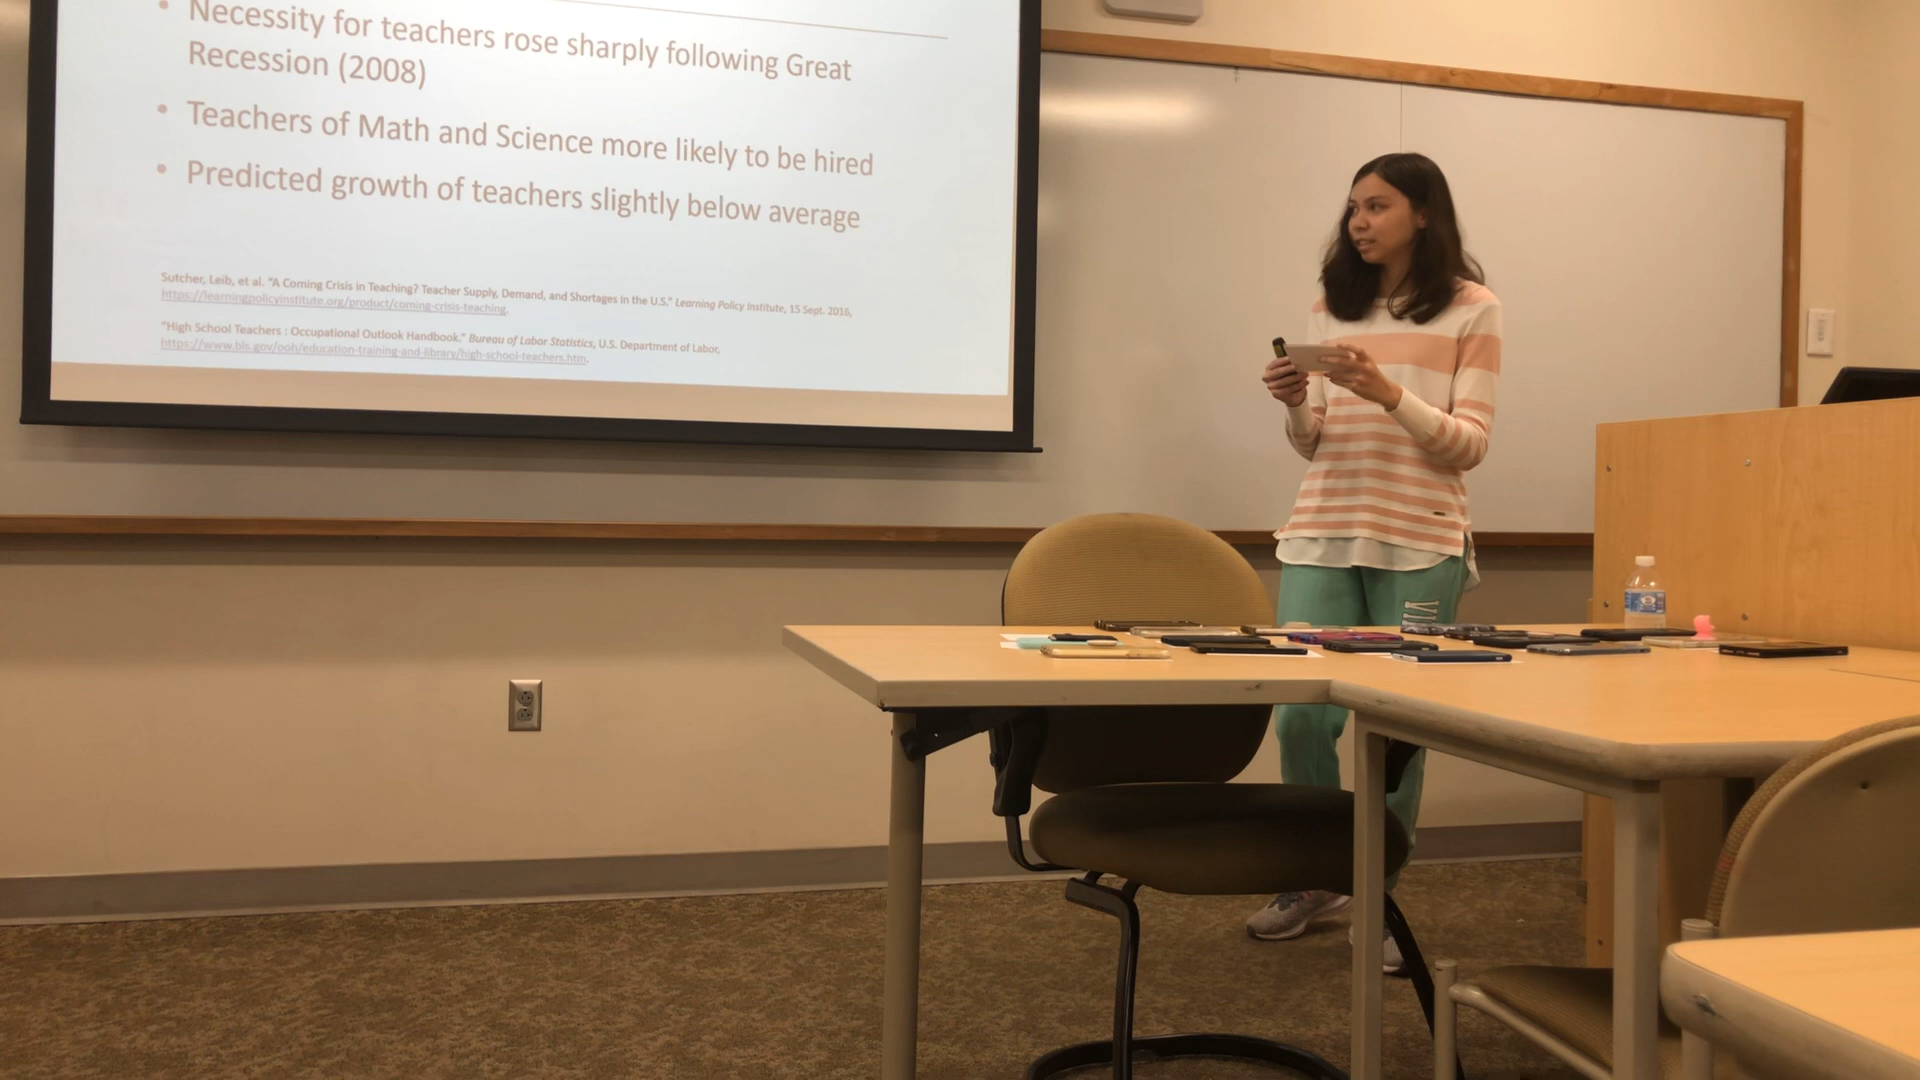 Necessity for teachers rose sharply following Great
Recession (2008)
Teachers of Math and Science more likely to be hired
Predicted growth of teachers slightly below average
Sutcher, Leib, et al. "A Coming Crisis in Teaching? Teacher Supply, Demand, and Shortages in the U.S." Learning Policy Institute, 15 Sept. 2016,
https://learningpolicyinstitute.org/product/coming-crisis-teaching.
"High School Teachers : Occupational Outlook Handbook." Bureau of Labor Statistics, U.S. Department of Labor,
https://www.bls.gov/ooh/education-training-and-library/high-school-teachers.htm.